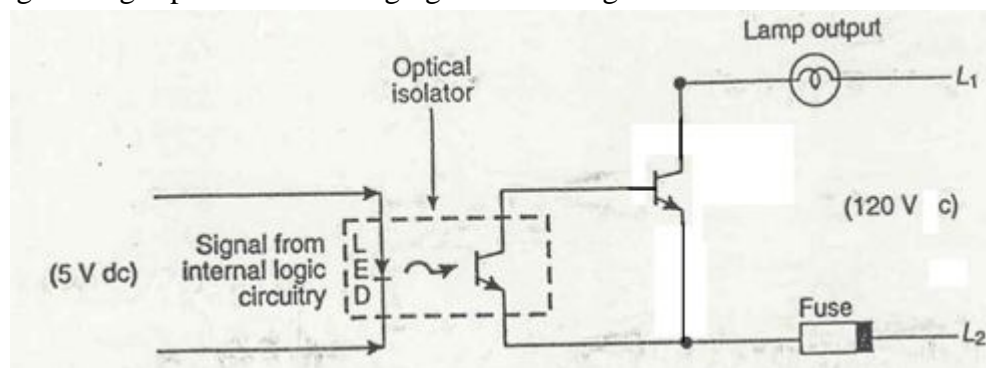 Lamp output
L1
Optical
isolator
(120 V c)
Signal from
internal logic
circuitry
(5 V dc)
L
E
D
Fuse
L2